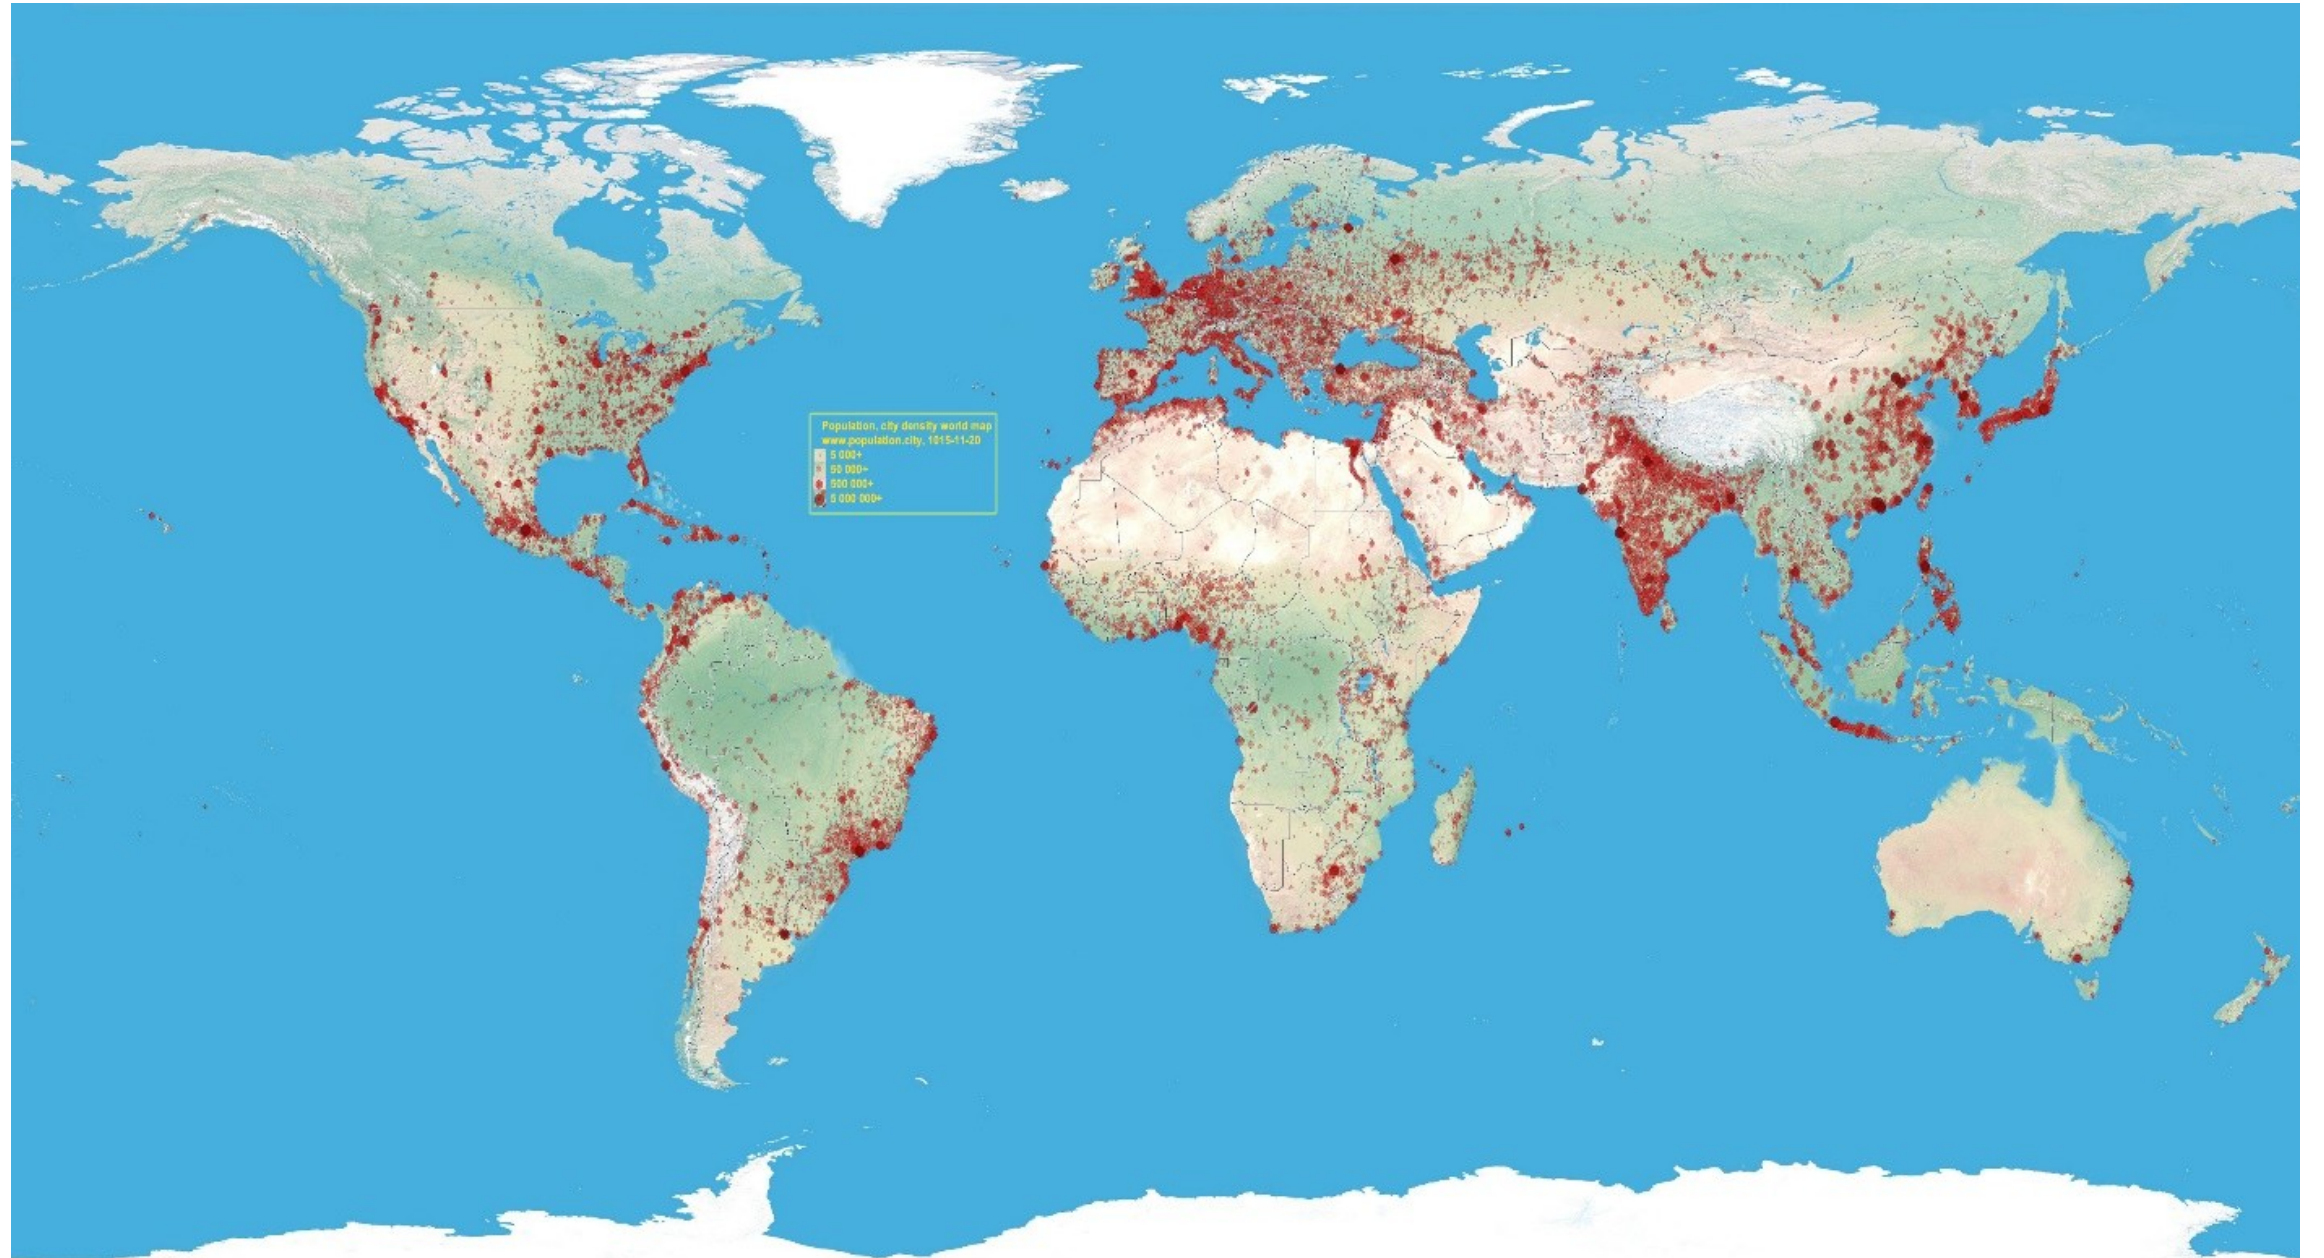 Population, city density world map
www.population.city, 1015-11-20
5 000+
50 000+
500 000+
5 000 000+